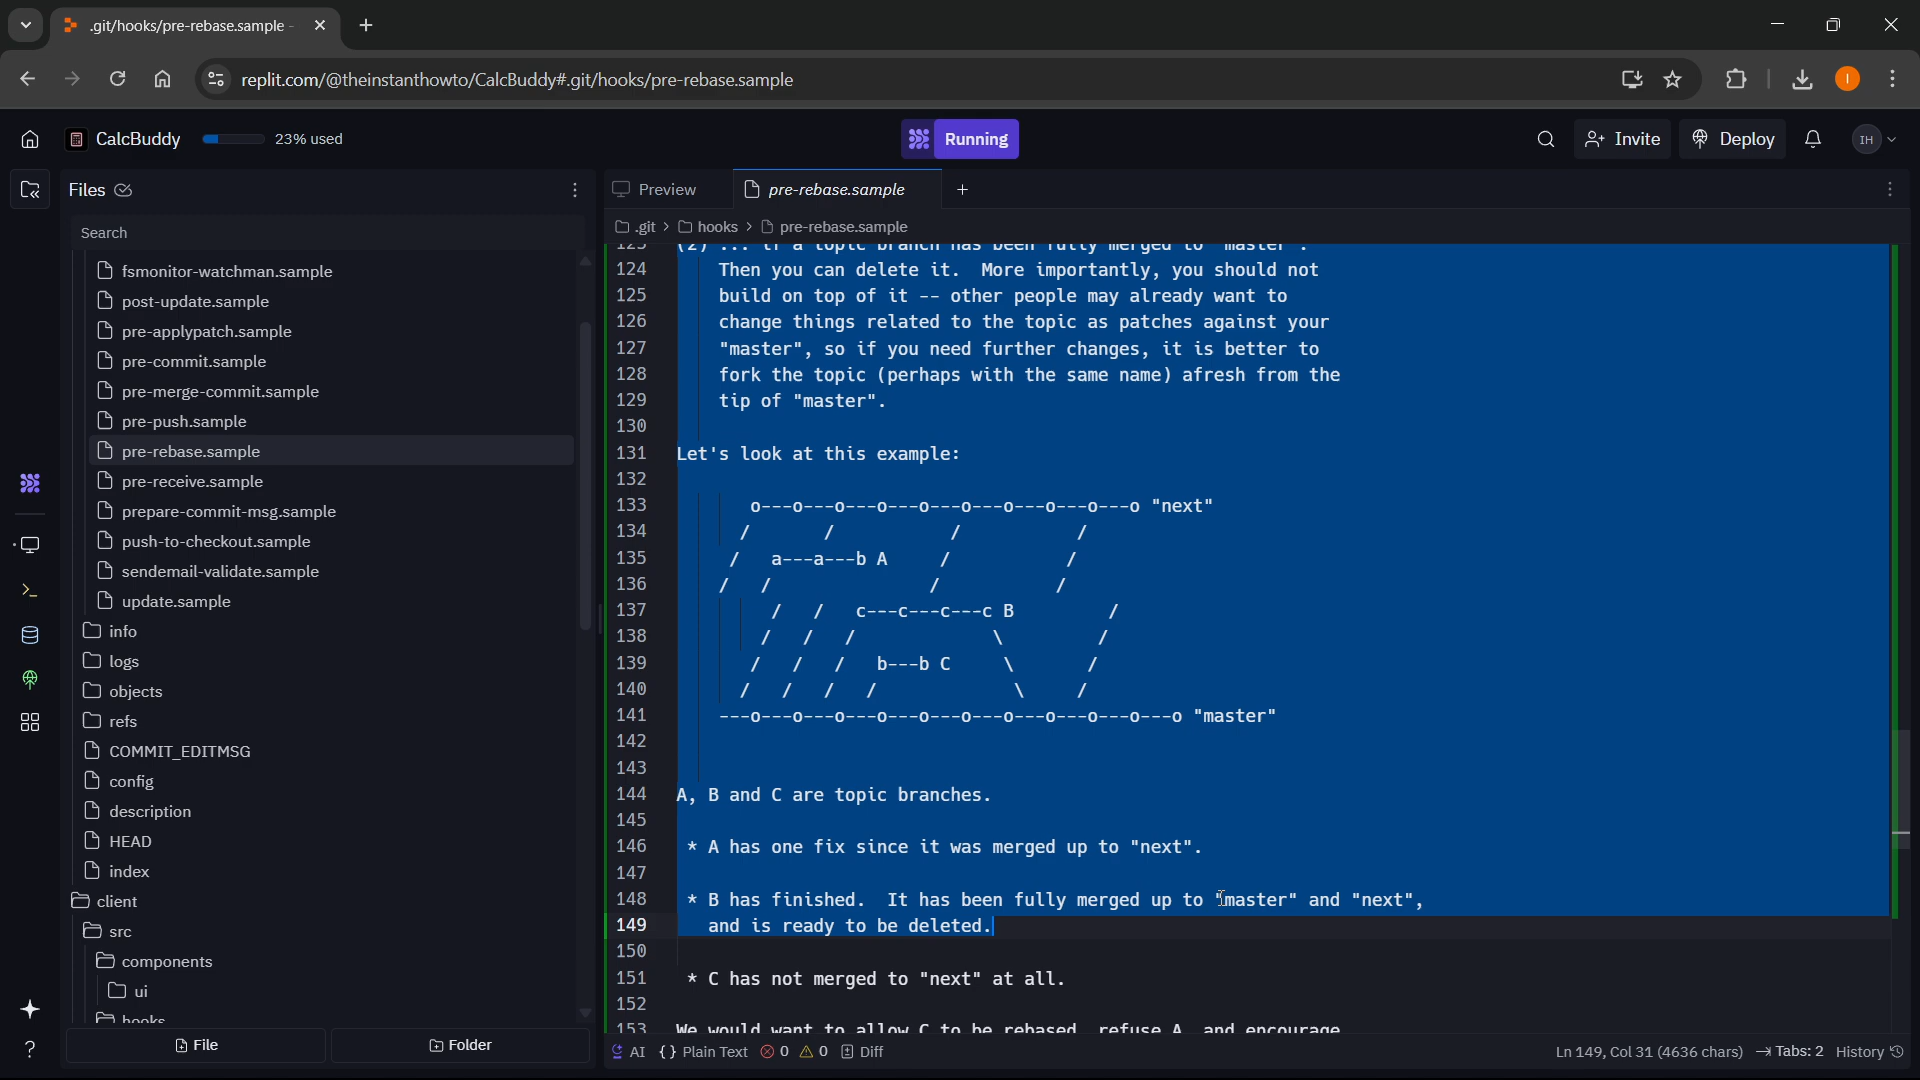 .git/hooks/pre-rebase.sample -
replit.com/@theinstanthowto/CalcBuddy#.git/hooks/pre-rebase.sample
I
CalcBuddy
23% used
Running
Invite
Deploy
IH
Files
Search
fsmonitor-watchman.sample
post-update.sample
pre-applypatch.sample
pre-commit.sample
pre-merge-commit.sample
pre-push.sample
pre-rebase.sample
pre-receive.sample
prepare-commit-msg.sample
push-to-checkout.sample
sendemail-validate.sample
update.sample
info
logs
objects
refs
COMMIT_EDITMSG
config
description
HEAD
index
client
src
components
ui
hooks
File
Folder
Preview
pre-rebase.sample
.git > hooks > pre-rebase.sample
123 (2) ... if a topic branch has been fully merged to "master".
124 Then you can delete it.  More importantly, you should not
125 build on top of it -- other people may already want to
126 change things related to the topic as patches against your
127 "master", so if you need further changes, it is better to
128 fork the topic (perhaps with the same name) afresh from the
129 tip of "master".
130
131 Let's look at this example:
132
133        o---o---o---o---o---o---o---o---o---o "next"
134       /       /           /           /
135      /   a---a---b A     /           /
136     /   /               /           /
137          /   /   c---c---c---c B         /
138         /   /   /             \         /
139        /   /   /   b---b C     \       /
140       /   /   /   /             \     /
141     ---o---o---o---o---o---o---o---o---o---o---o "master"
142
143
144 A, B and C are topic branches.
145
146  * A has one fix since it was merged up to "next".
147
148  * B has finished.  It has been fully merged up to "master" and "next",
149    and is ready to be deleted.
150
151  * C has not merged to "next" at all.
152
153 We would want to allow C to be rebased, refuse A, and encourage
AI
{} Plain Text
0
0
Diff
Ln 149, Col 31 (4636 chars)
Tabs: 2
History